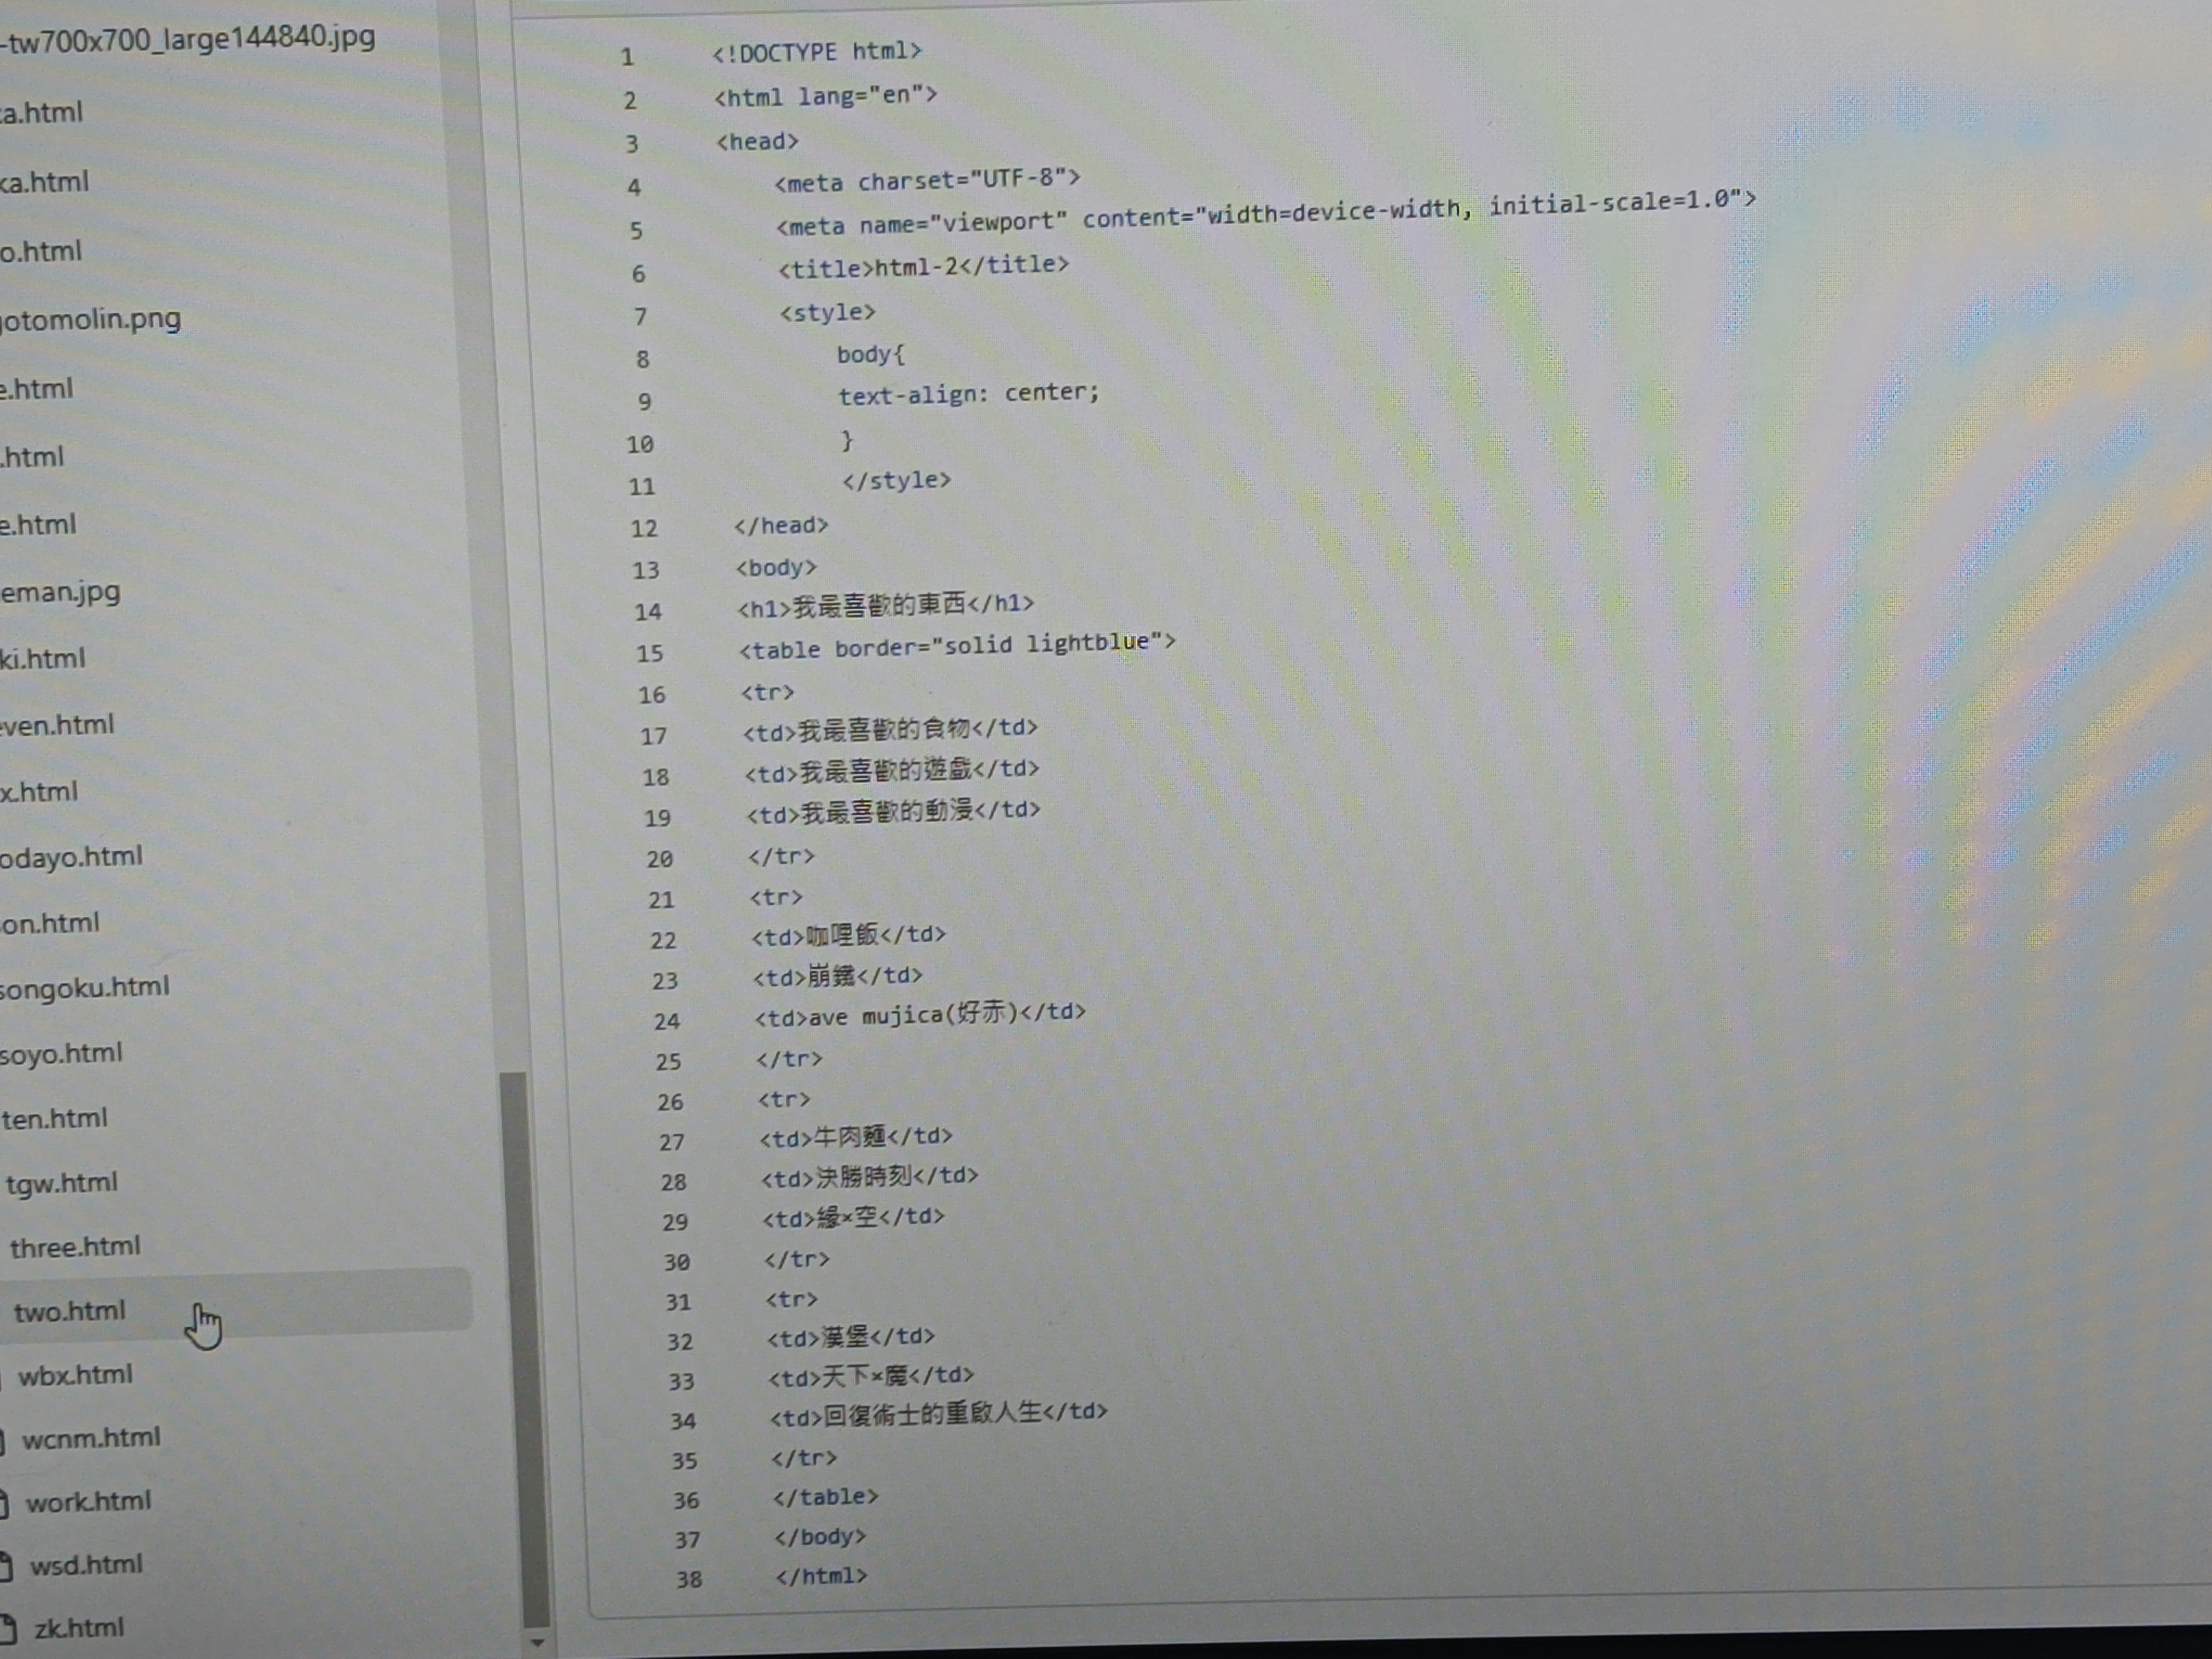 -tw700x700_large144840.jpg
a.html
ka.html
o.html
gotomolin.png
e.html
.html
e.html
eman.jpg
ki.html
even.html
x.html
odayo.html
on.html
songoku.html
soyo.html
ten.html
tgw.html
three.html
two.html
wbx.html
wcnm.html
work.html
wsd.html
zk.html
1 <!DOCTYPE html>
2 <html lang="en">
3 <head>
4 <meta charset="UTF-8">
5 <meta name="viewport" content="width=device-width, initial-scale=1.0">
6 <title>html-2</title>
7 <style>
8 body{
9 text-align: center;
10 }
11 </style>
12 </head>
13 <body>
14 <h1>我最喜歡的東西</h1>
15 <table border="solid lightblue">
16 <tr>
17 <td>我最喜歡的食物</td>
18 <td>我最喜歡的遊戲</td>
19 <td>我最喜歡的動漫</td>
20 </tr>
21 <tr>
22 <td>咖哩飯</td>
23 <td>崩鐵</td>
24 <td>ave mujica(好赤)</td>
25 </tr>
26 <tr>
27 <td>牛肉麵</td>
28 <td>決勝時刻</td>
29 <td>緣×空</td>
30 </tr>
31 <tr>
32 <td>漢堡</td>
33 <td>天下×魔</td>
34 <td>回復術士的重啟人生</td>
35 </tr>
36 </table>
37 </body>
38 </html>